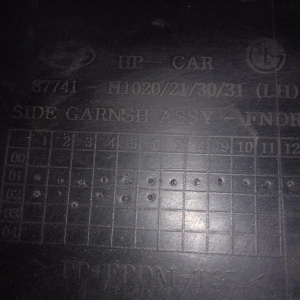 HP - CAR
87741 - H1020/21/30/31 (LH)
SIDE GARNSH ASSY - FNDR
1 2 3 4 5 6 7 8 9 10 11 12
00
01
02
03
04